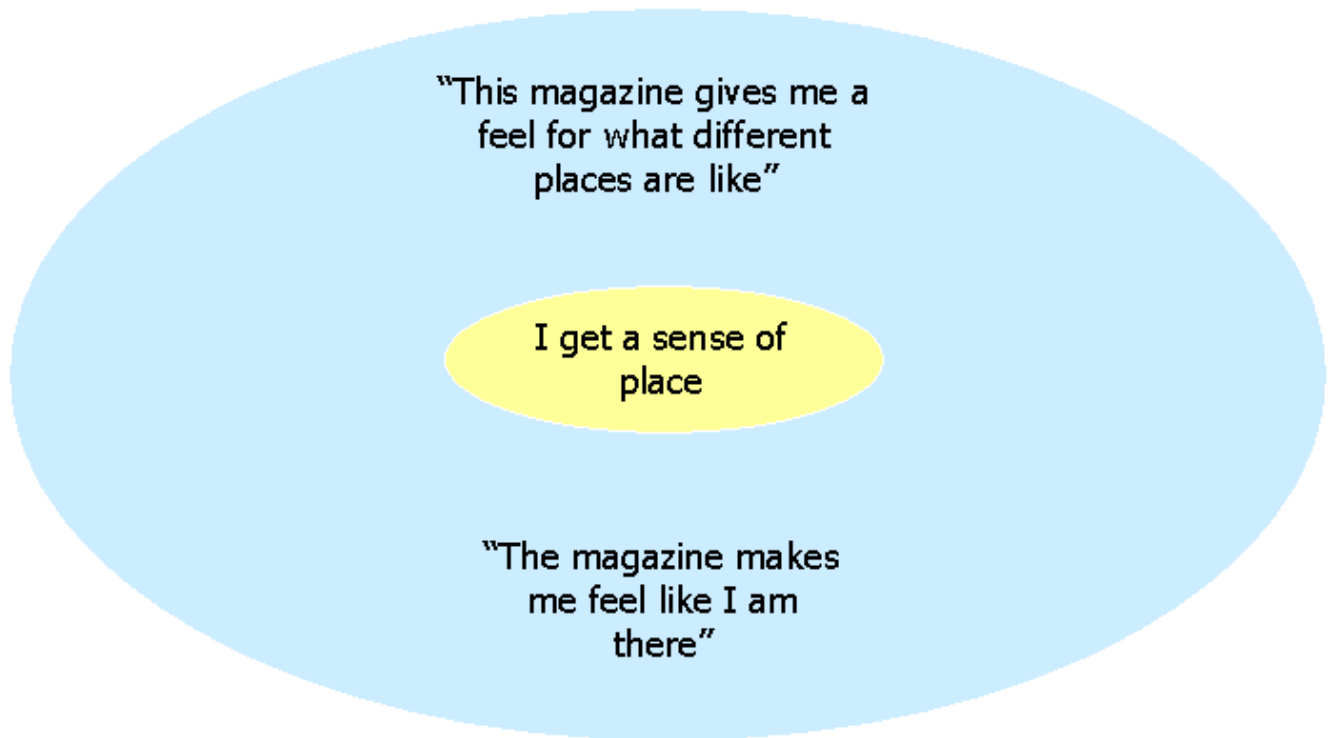 “This magazine gives me a
feel for what different
places are like”
I get a sense of
place
“The magazine makes
me feel like I am
there”